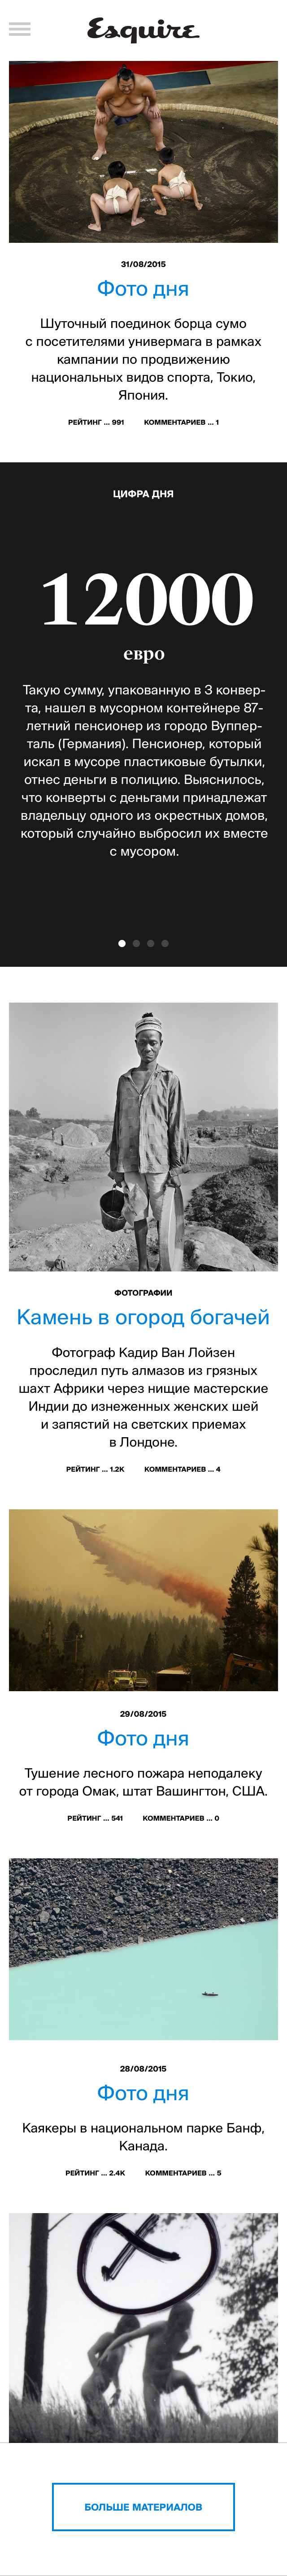 Esquire
31/08/2015
Фото дня
Шуточный поединок борца сумо
с посетителями универмага в рамках
кампании по продвижению
национальных видов спорта, Токио,
Япония.
РЕЙТИНГ ... 991 КОММЕНТАРИЕВ ... 1
ЦИФРА ДНЯ
12000
евро
Такую сумму, упакованную в 3 конвер-
та, нашел в мусорном контейнере 87-
летний пенсионер из городо Вуппер-
таль (Германия). Пенсионер, который
искал в мусоре пластиковые бутылки,
отнес деньги в полицию. Выяснилось,
что конверты с деньгами принадлежат
владельцу одного из окрестных домов,
который случайно выбросил их вместе
с мусором.
ФОТОГРАФИИ
Камень в огород богачей
Фотограф Кадир Ван Лойзен
проследил путь алмазов из грязных
шахт Африки через нищие мастерские
Индии до изнеженных женских шей
и запястий на светских приемах
в Лондоне.
РЕЙТИНГ ... 1.2K КОММЕНТАРИЕВ ... 4
29/08/2015
Фото дня
Тушение лесного пожара неподалеку
от города Омак, штат Вашингтон, США.
РЕЙТИНГ ... 541 КОММЕНТАРИЕВ ... 0
28/08/2015
Фото дня
Каякеры в национальном парке Банф,
Канада.
РЕЙТИНГ ... 2.4K КОММЕНТАРИЕВ ... 5
БОЛЬШЕ МАТЕРИАЛОВ